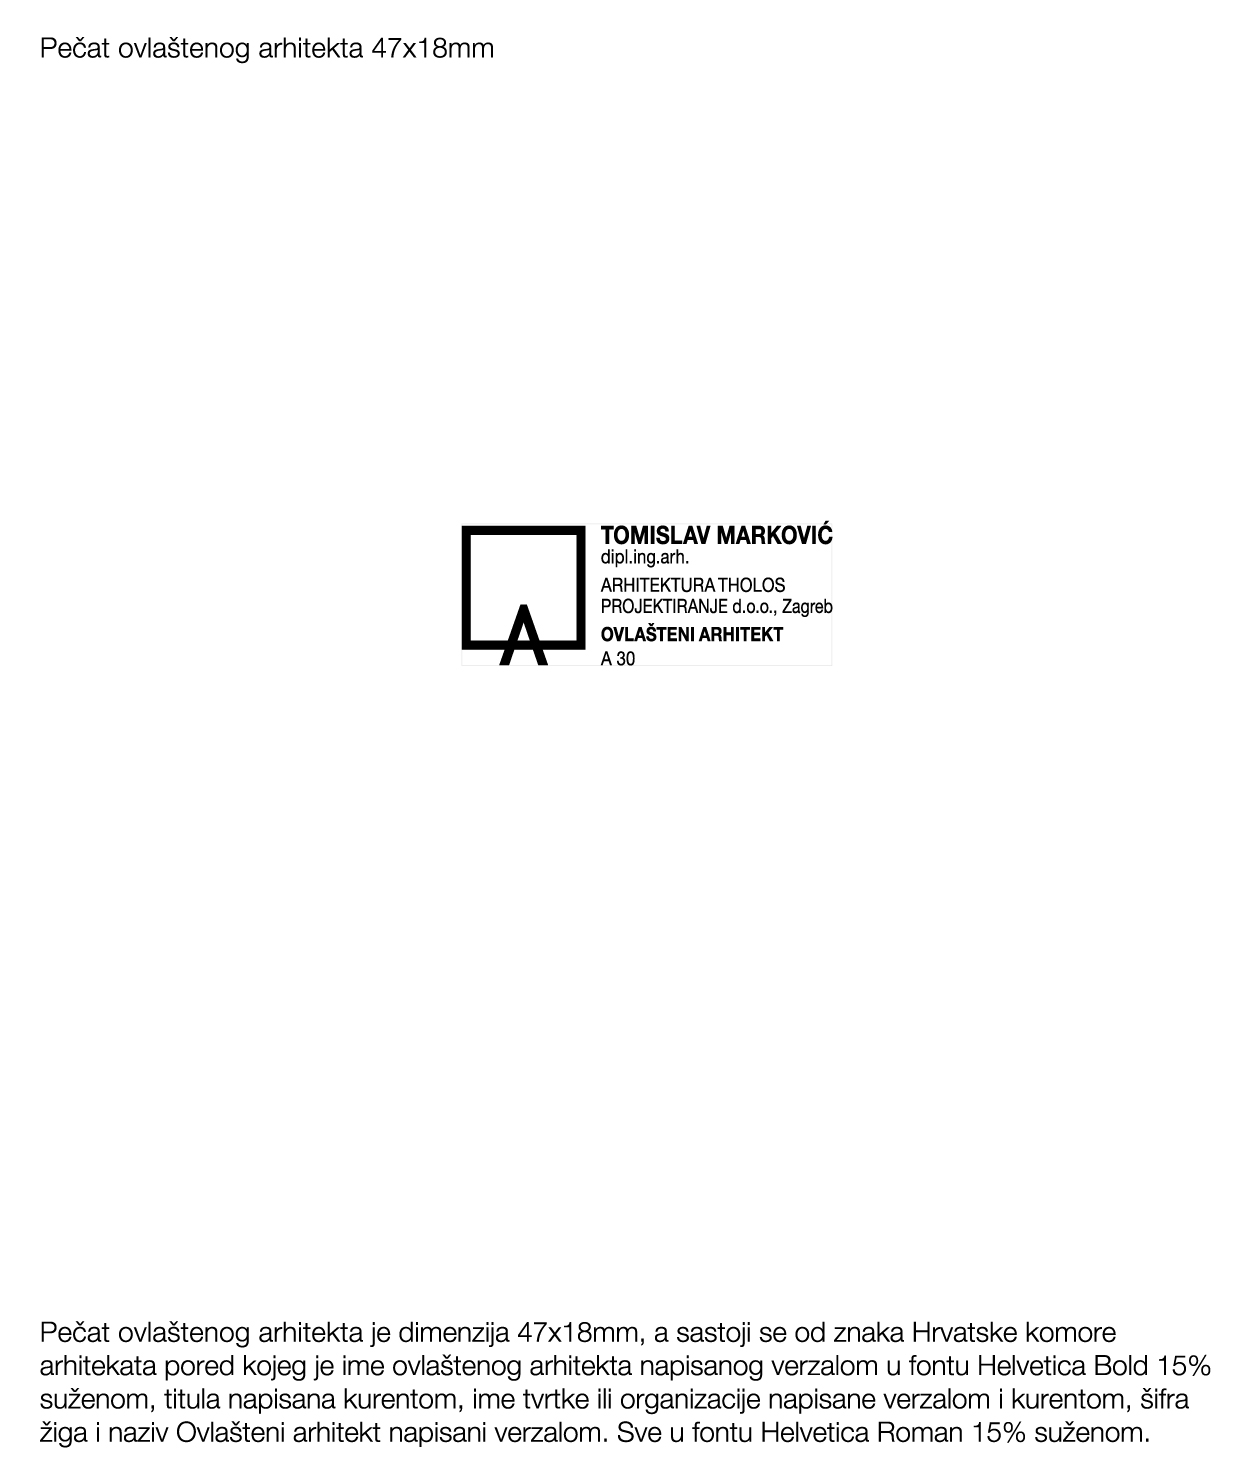 Pečat ovlaštenog arhitekta 47x18mm
TOMISLAV MARKOVIĆ
dipl.ing.arh.
ARHITEKTURA THOLOS
PROJEKTIRANJE d.o.o., Zagreb
OVLAŠTENI ARHITEKT
A 30
Pečat ovlaštenog arhitekta je dimenzija 47x18mm, a sastoji se od znaka Hrvatske komore
arhitekata pored kojeg je ime ovlaštenog arhitekta napisanog verzalom u fontu Helvetica Bold 15%
suženom, titula napisana kurentom, ime tvrtke ili organizacije napisane verzalom i kurentom, šifra
žiga i naziv Ovlašteni arhitekt napisani verzalom. Sve u fontu Helvetica Roman 15% suženom.